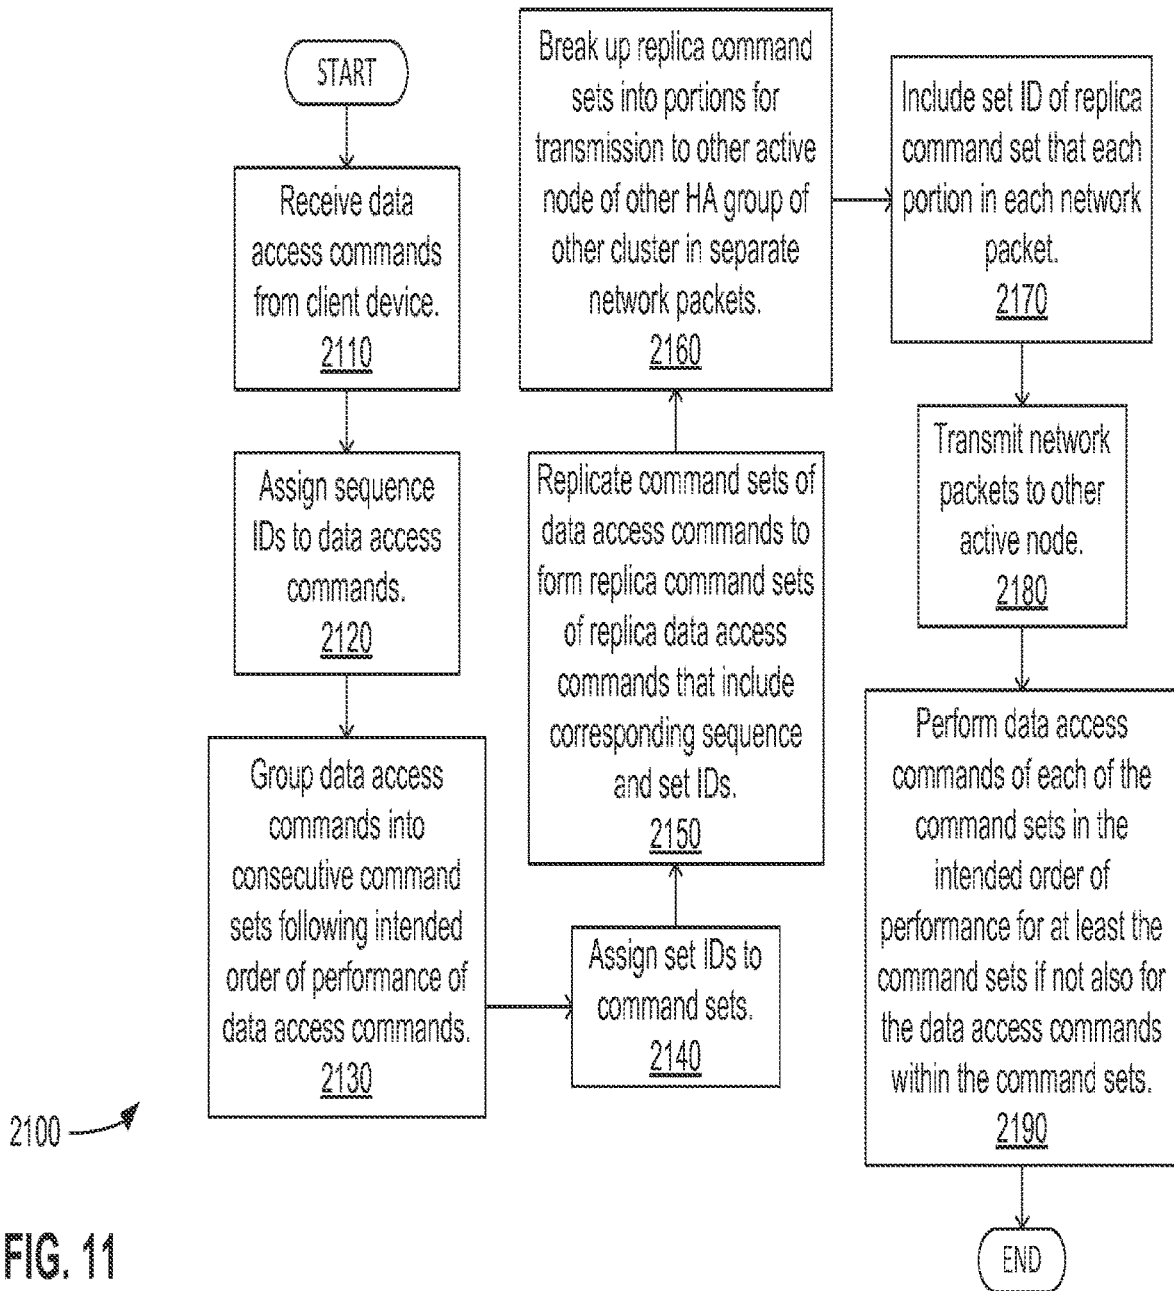 START
Receive data
access commands
from client device.
2110
Assign sequence
IDs to data access
commands.
2120
Group data access
commands into
consecutive command
sets following intended
order of performance of
data access commands.
2130
Assign set IDs to
command sets.
2140
Replicate command sets of
data access commands to
form replica command sets
of replica data access
commands that include
corresponding sequence
and set IDs.
2150
Break up replica command
sets into portions for
transmission to other active
node of other HA group of
other cluster in separate
network packets.
2160
Include set ID of replica
command set that each
portion in each network
packet.
2170
Transmit network
packets to other
active node.
2180
Perform data access
commands of each of the
command sets in the
intended order of
performance for at least the
command sets if not also for
the data access commands
within the command sets.
2190
END
2100
FIG. 11